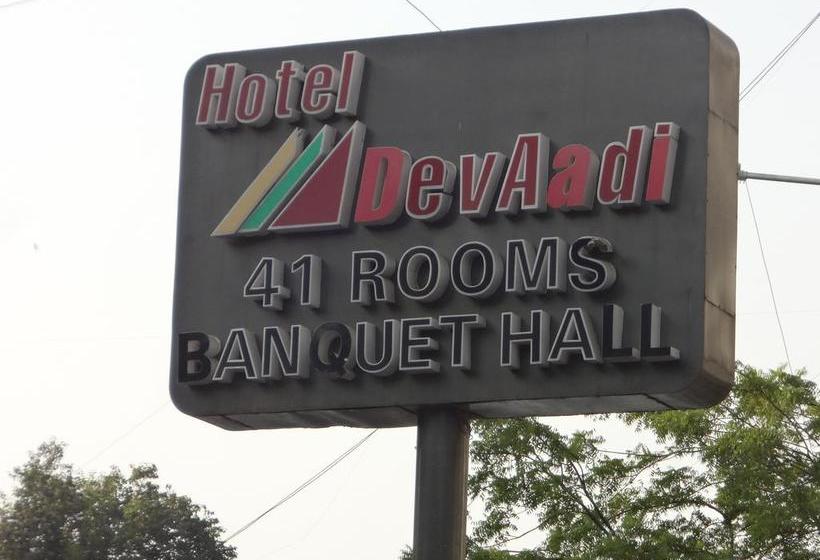 Hotel
DevAadi
41 ROOMS
BANQUET HALL